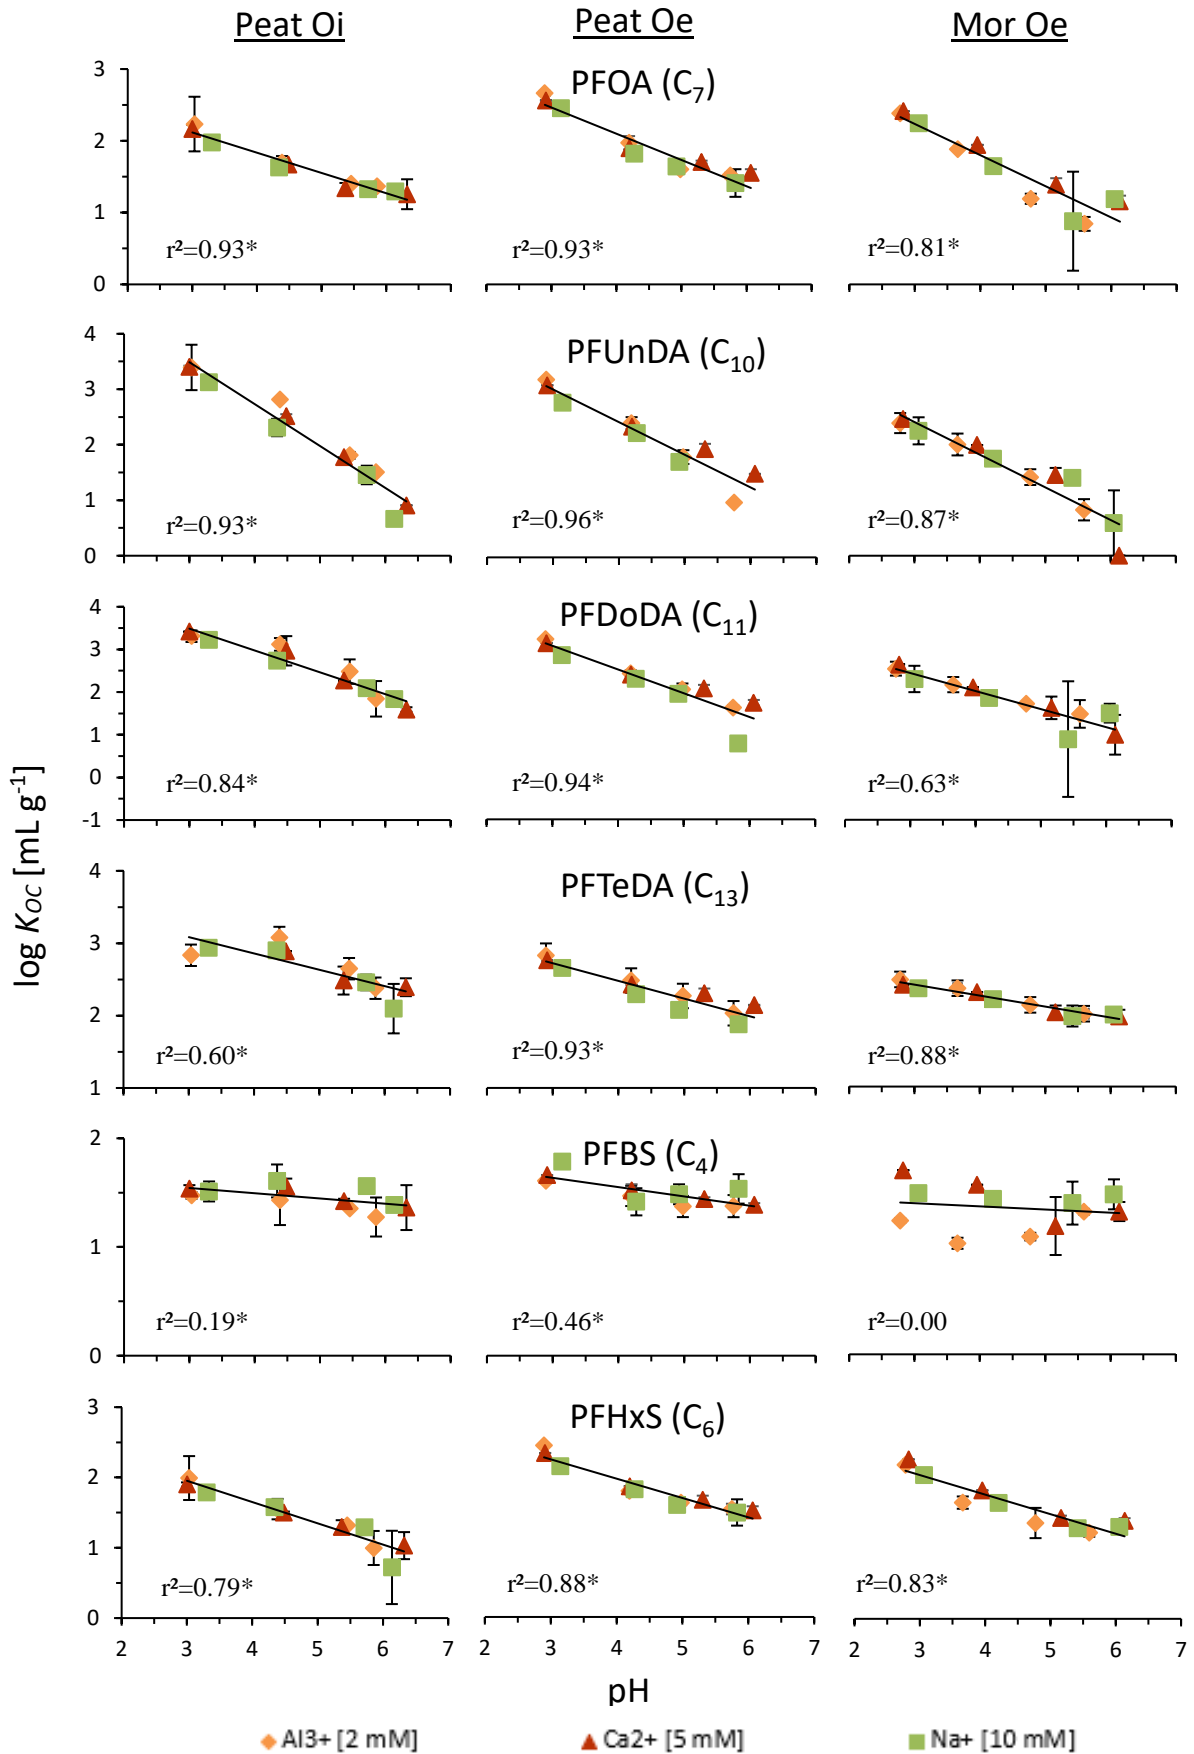 Peat Oi Peat Oe Mor Oe
PFOA (C7)
3
2
1
0
r²=0.93* r²=0.93* r²=0.81*
PFUnDA (C10)
4
3
2
1
0
r²=0.93* r²=0.96* r²=0.87*
PFDoDA (C11)
4
3
2
1
0
-1
r²=0.84* r²=0.94* r²=0.63*
log KOC [mL g-1]
PFTeDA (C13)
4
3
2
1
r²=0.60* r²=0.93* r²=0.88*
PFBS (C4)
2
1
0
r²=0.19* r²=0.46* r²=0.00
PFHxS (C6)
3
2
1
0
r²=0.79* r²=0.88* r²=0.83*
2 3 4 5 6 7 2 3 4 5 6 7 2 3 4 5 6 7
pH
Al3+ [2 mM] Ca2+ [5 mM] Na+ [10 mM]